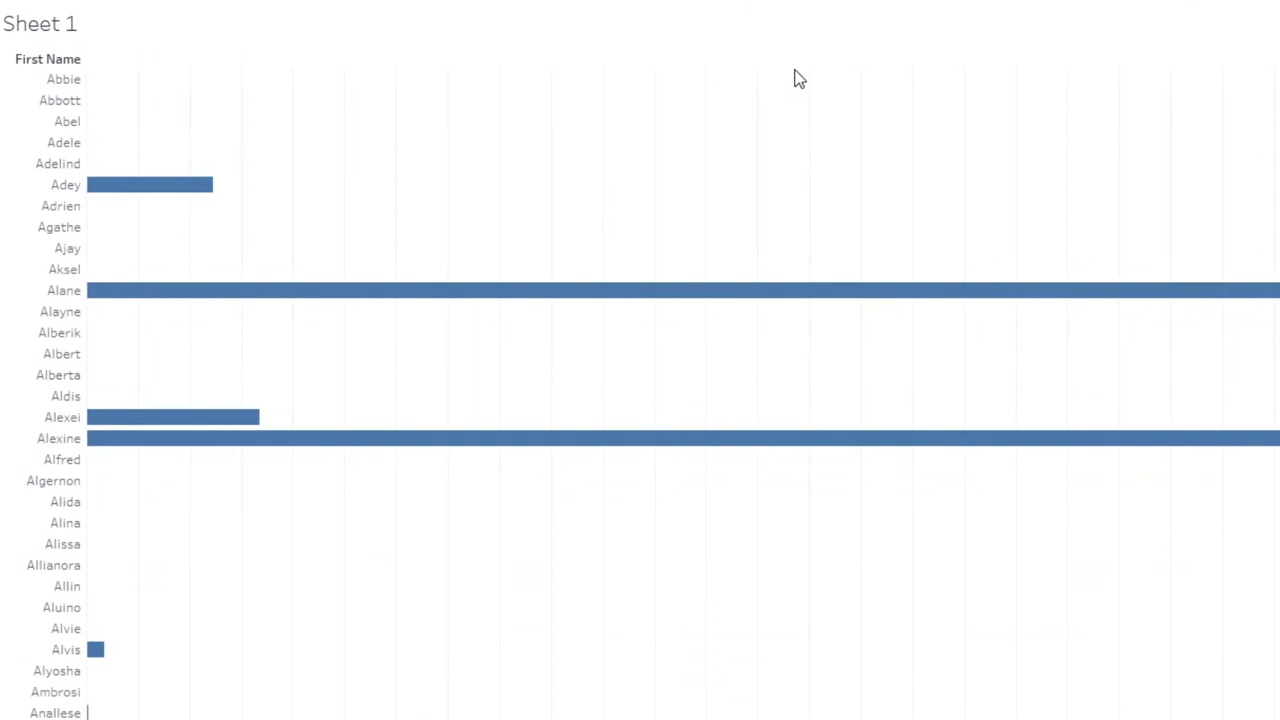 Sheet 1
First Name
Abbie
Abbott
Abel
Adele
Adelind
Adey
Adrien
Agathe
Ajay
Aksel
Alane
Alayne
Alberik
Albert
Alberta
Aldis
Alexei
Alexine
Alfred
Algernon
Alida
Alina
Alissa
Allianora
Allin
Aluino
Alvie
Alvis
Alyosha
Ambrosi
Anallese